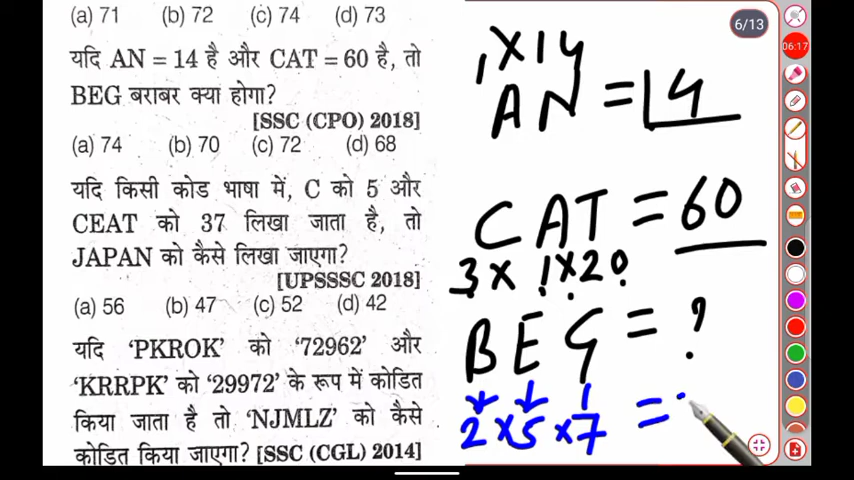 (a) 71 (b) 72 (c) 74 (d) 73
यदि AN = 14 है और CAT = 60 है, तो
BEG बराबर क्या होगा?
[SSC (CPO) 2018]
(a) 74 (b) 70 (c) 72 (d) 68
यदि किसी कोड भाषा में, C को 5 और
CEAT को 37 लिखा जाता है, तो
JAPAN को कैसे लिखा जाएगा?
[UPSSSC 2018]
(a) 56 (b) 47 (c) 52 (d) 42
यदि 'PKROK' को '72962' और
'KRRPK' को '29972' के रूप में कोडित
किया जाता है तो 'NJMLZ' को कैसे
कोडित किया जाएगा? [SSC (CGL) 2014]
1 X 14
AN = 14
CAT = 60
3 x 1 x 20
BEG = ?
2 x 5 x 7 =
6/13
06:17